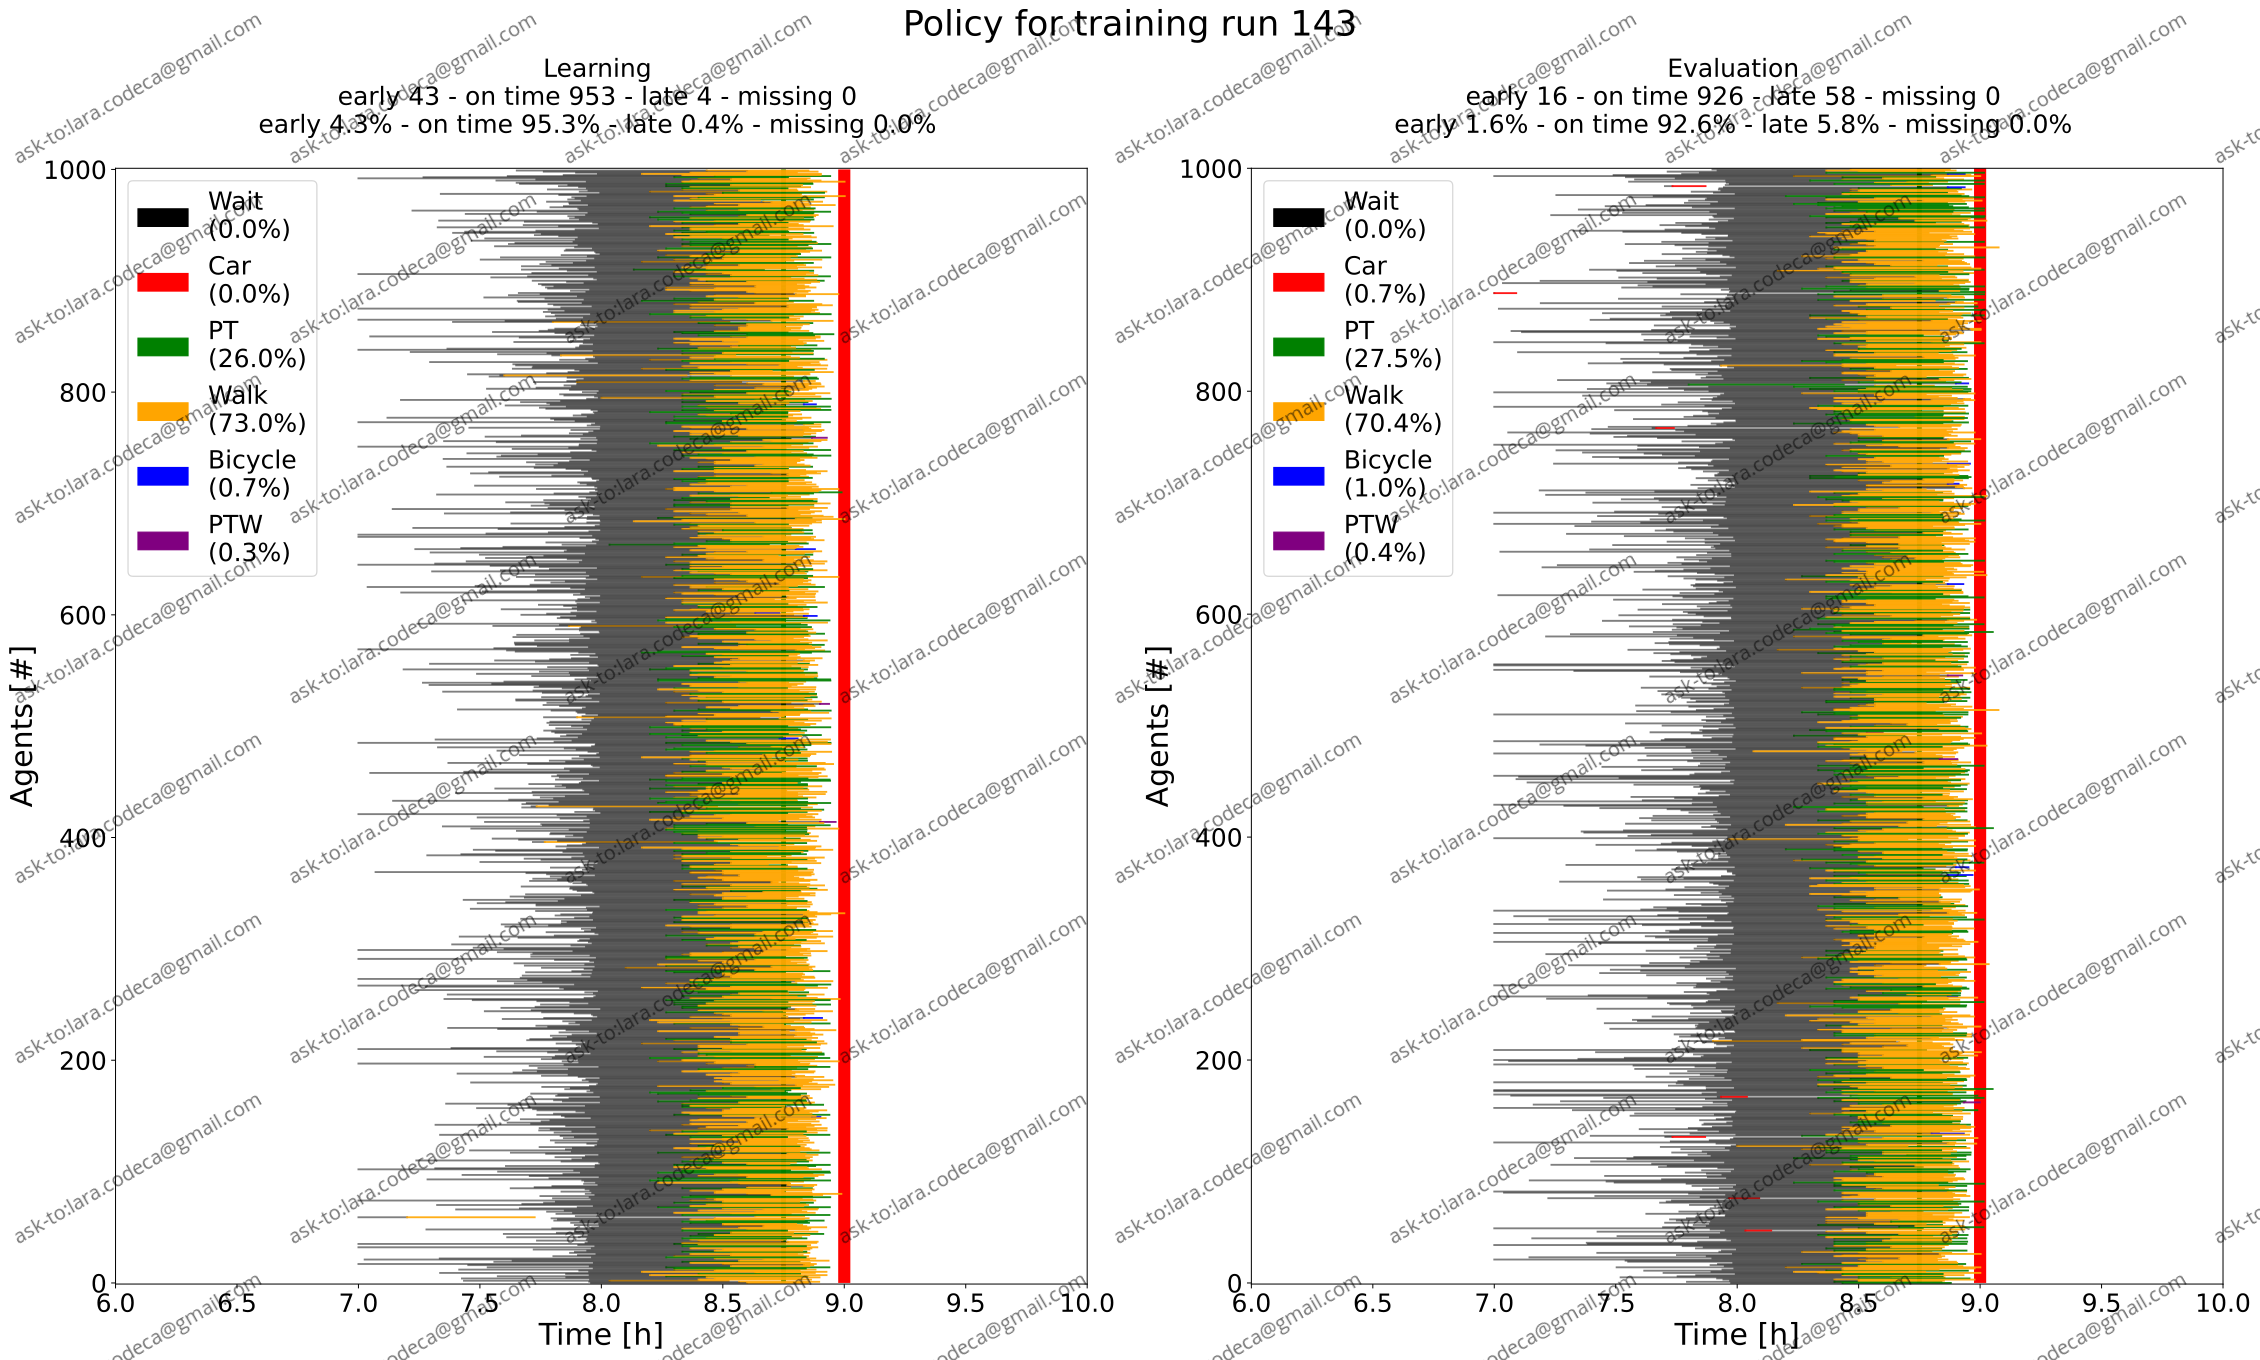 Policy for training run 143
Learning
early 43 - on time 953 - late 4 - missing 0
early 4.3% - on time 95.3% - late 0.4% - missing 0.0%
1000
800
600
400
200
0
Agents [#]
Wait
(0.0%)
Car
(0.0%)
PT
(26.0%)
Walk
(73.0%)
Bicycle
(0.7%)
PTW
(0.3%)
6.0 6.5 7.0 7.5 8.0 8.5 9.0 9.5 10.0
Time [h]
Evaluation
early 16 - on time 926 - late 58 - missing 0
early 1.6% - on time 92.6% - late 5.8% - missing 0.0%
1000
800
600
400
200
0
Agents [#]
Wait
(0.0%)
Car
(0.7%)
PT
(27.5%)
Walk
(70.4%)
Bicycle
(1.0%)
PTW
(0.4%)
6.0 6.5 7.0 7.5 8.0 8.5 9.0 9.5 10.0
Time [h]
ask-to:lara.codeca@gmail.com